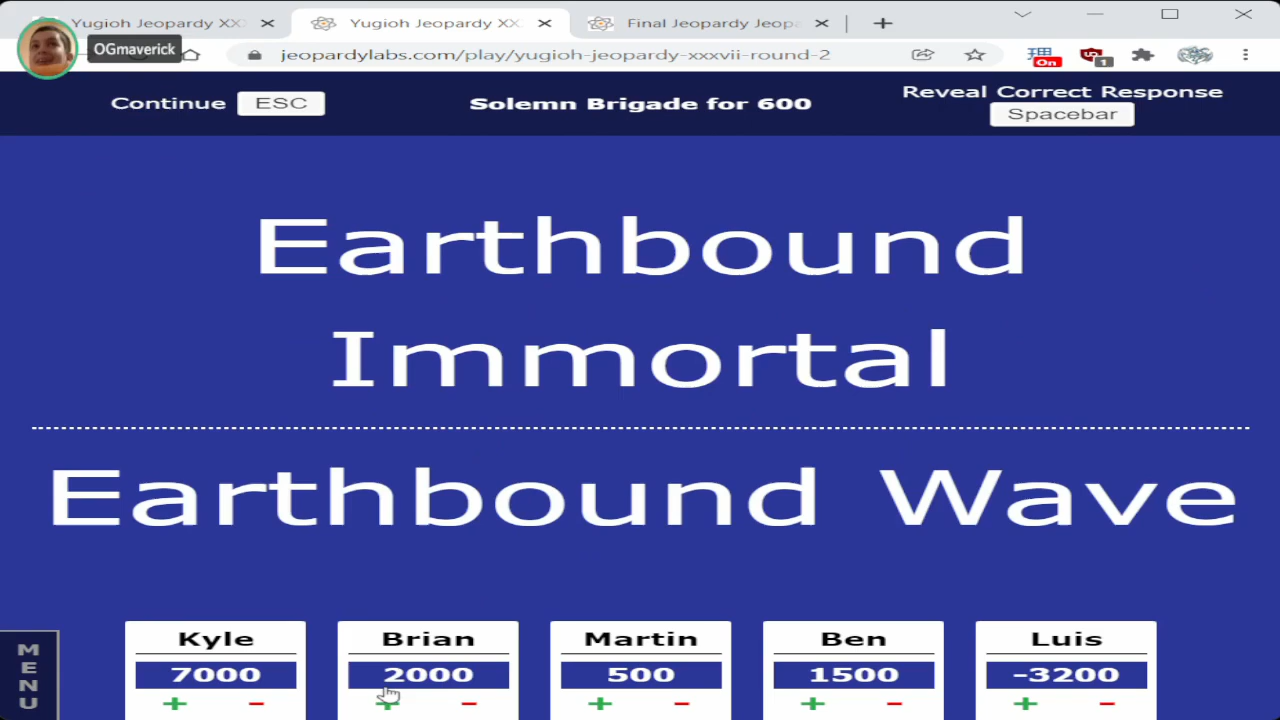 Yugioh Jeopardy XX
Yugioh Jeopardy XX
Final Jeopardy Jeopa
OGmaverick
jeopardylabs.com/play/yugioh-jeopardy-xxxvii-round-2
On
1
Continue ESC
Solemn Brigade for 600
Reveal Correct Response
Spacebar
Earthbound
Immortal
Earthbound Wave
MENU
Kyle Brian Martin Ben Luis
7000 2000 500 1500 -3200
+ - + - + - + - + -